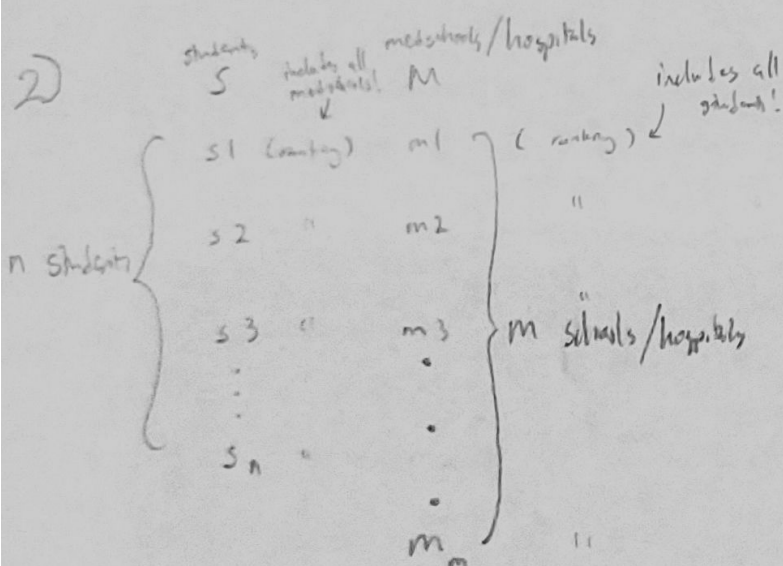 2)
students
S
includes all
medschools!
medschools/hospitals
M
includes all
students!
s1 (ranking) m1 (ranking)
s2 " m2 "
n students
s3 " m3 "
m schools/hospitals
sn "
mm "